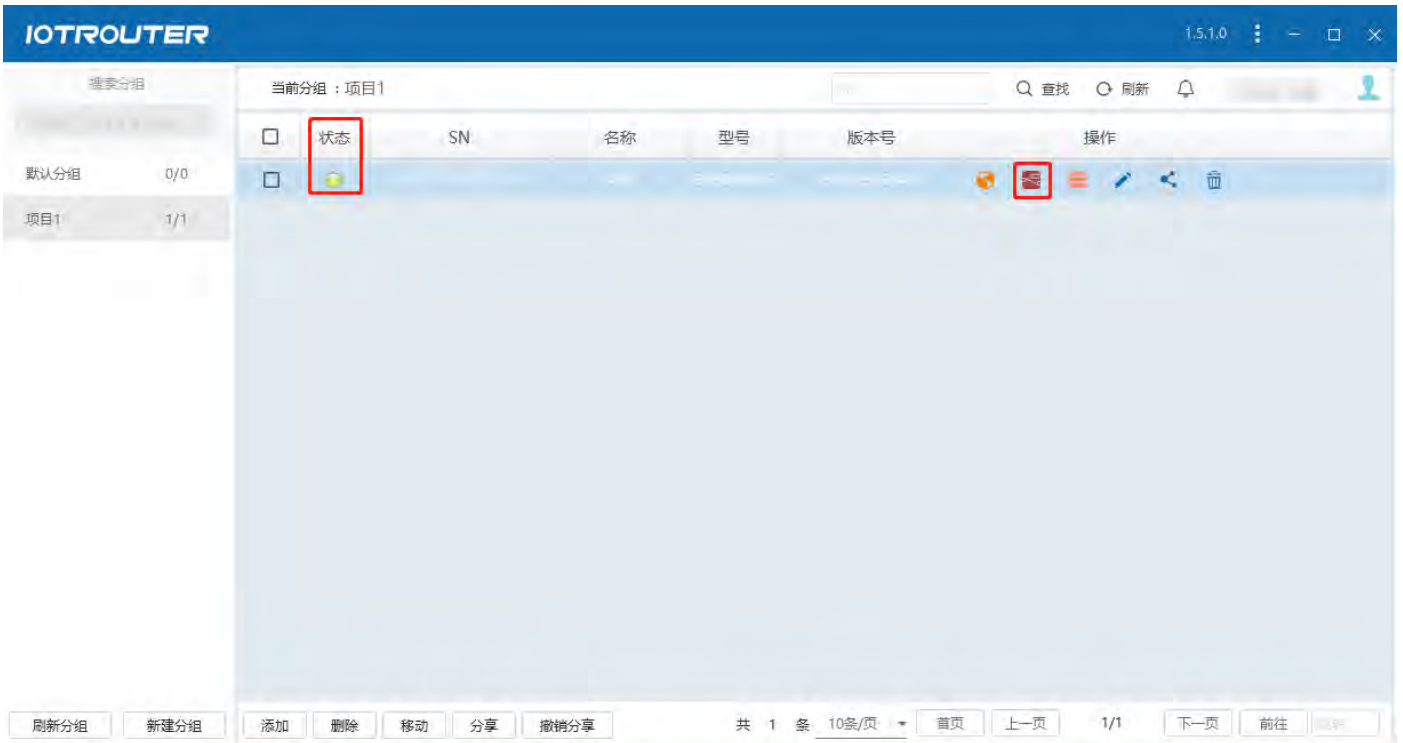 IOTROUTER
1.5.1.0
搜索分组
当前分组：项目1
查找 刷新
状态 SN 名称 型号 版本号 操作
默认分组 0/0
项目1 1/1
刷新分组 新建分组 添加 删除 移动 分享 撤销分享 共 1 条 10条/页 首页 上一页 1/1 下一页 前往